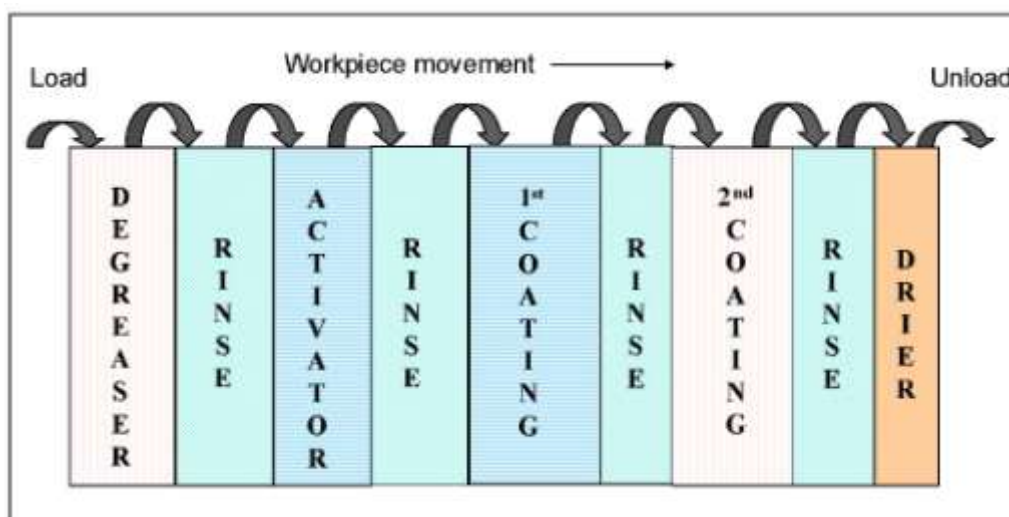 Workpiece movement
Load
Unload
DEGREASER
RINSE
ACTIVATOR
RINSE
1st COATING
RINSE
2nd COATING
RINSE
DRIER